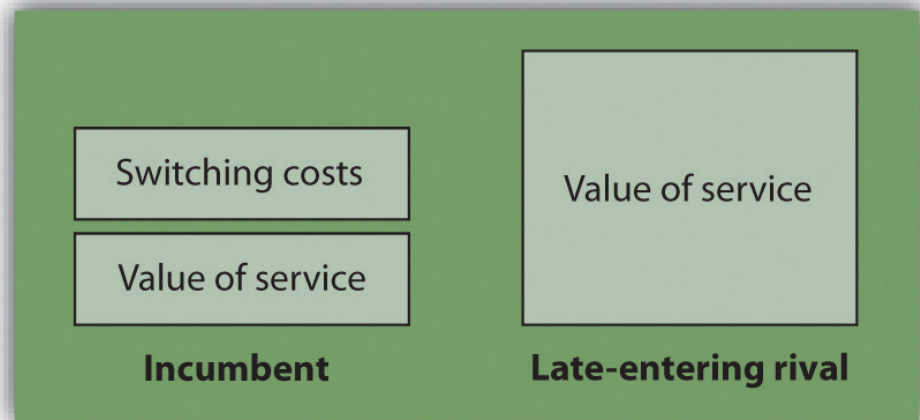 Switching costs
Value of service
Incumbent
Value of service
Late-entering rival